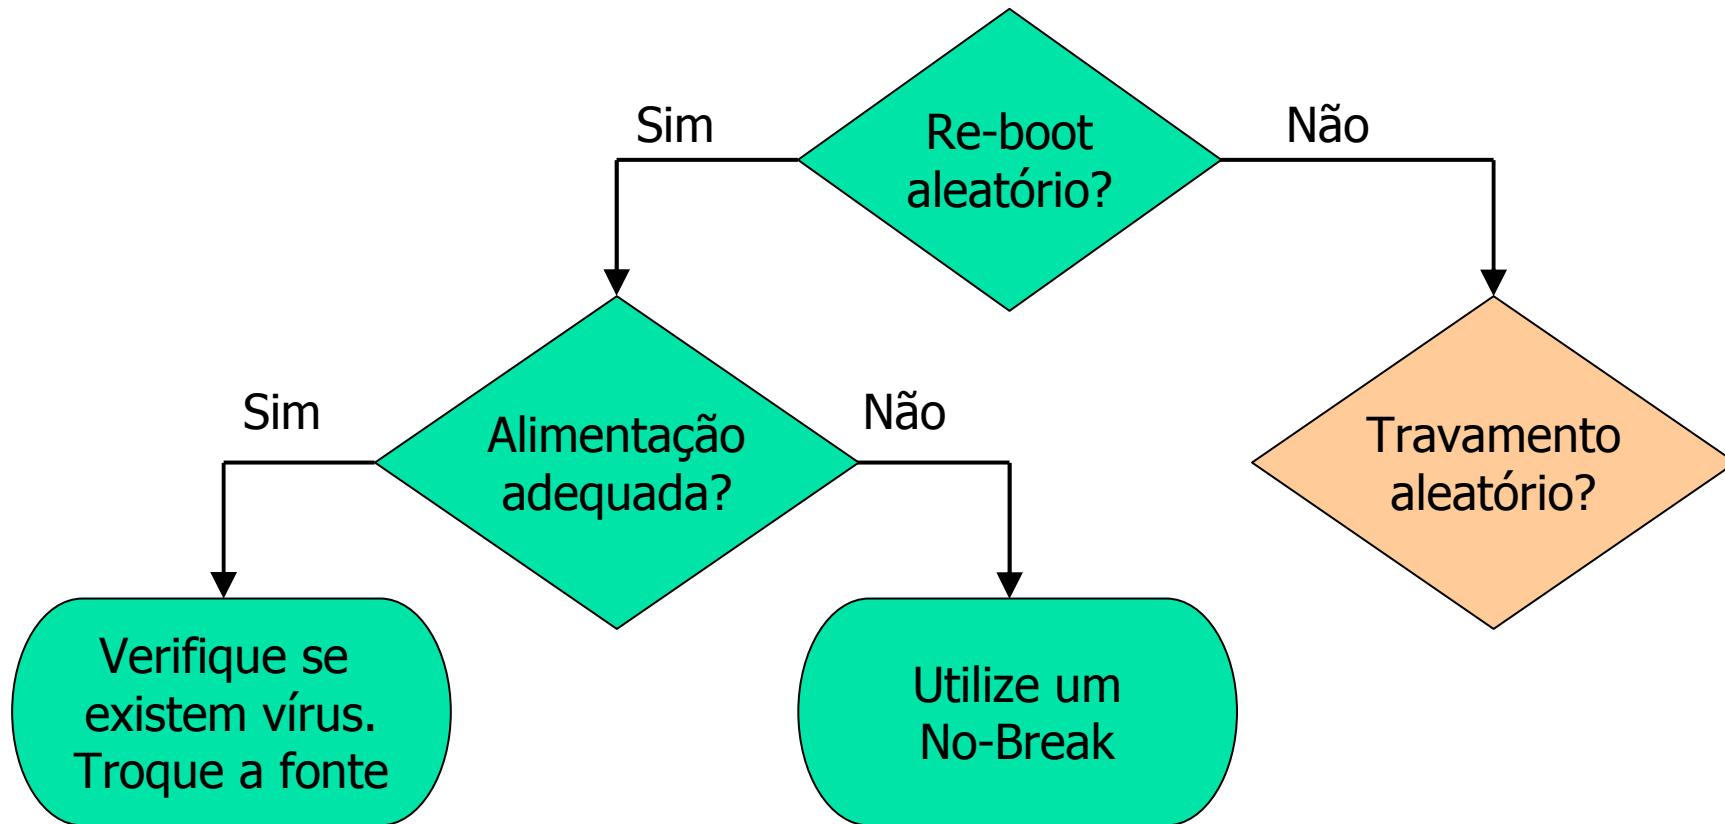 Sim
Re-boot
aleatório?
Não
Sim
Alimentação
adequada?
Não
Travamento
aleatório?
Verifique se
existem vírus.
Troque a fonte
Utilize um
No-Break